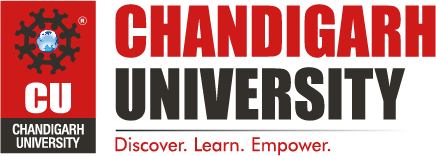 ®
CU
CHANDIGARH
UNIVERSITY
CHANDIGARH
UNIVERSITY
Discover. Learn. Empower.